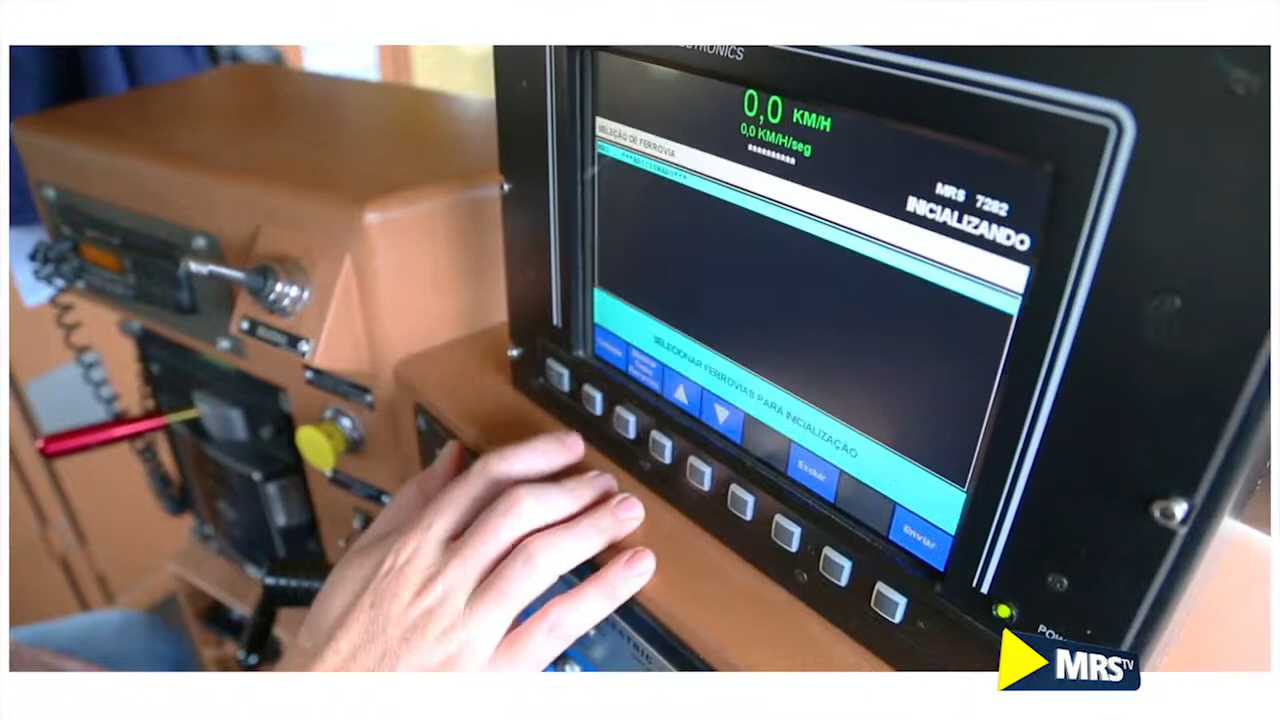 0,0 KM/H
0,0 KM/H/seg
**********
SELEÇÃO DE FERROVIA
MRS 7282
INICIALIZANDO
SELECIONAR FERROVIAS PARA INICIALIZAÇÃO
Excluir
Enviar
MRS TV